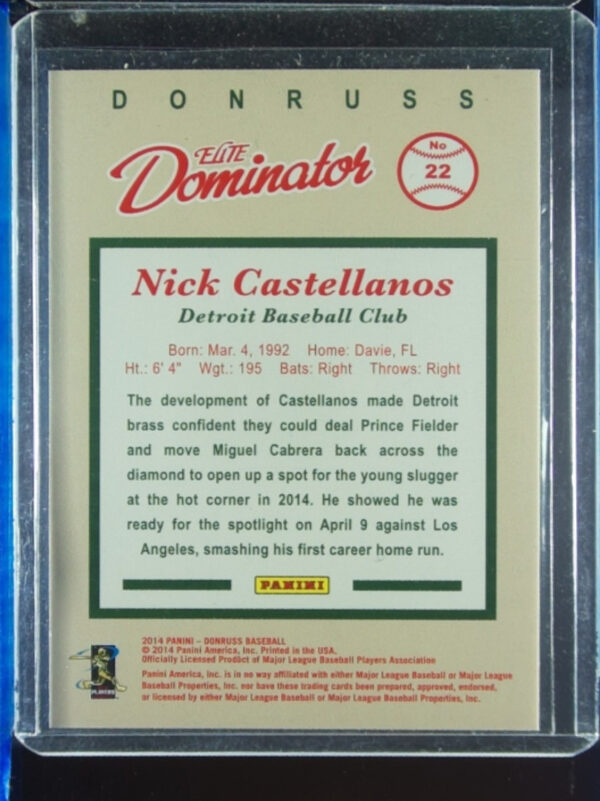 DONRUSS
ELITE
Dominator
No
22
Nick Castellanos
Detroit Baseball Club
Born: Mar. 4, 1992 Home: Davie, FL
Ht.: 6' 4" Wgt.: 195 Bats: Right Throws: Right
The development of Castellanos made Detroit
brass confident they could deal Prince Fielder
and move Miguel Cabrera back across the
diamond to open up a spot for the young slugger
at the hot corner in 2014. He showed he was
ready for the spotlight on April 9 against Los
Angeles, smashing his first career home run.
PANINI
2014 PANINI – DONRUSS BASEBALL
© 2014 Panini America, Inc. Printed in the USA.
Officially Licensed Product of Major League Baseball Players Association
Panini America, Inc. is in no way affiliated with either Major League Baseball or Major League
Baseball Properties, Inc. nor have these trading cards been prepared, approved, endorsed,
or licensed by either Major League Baseball or Major League Baseball Properties, Inc.
PLAYERS